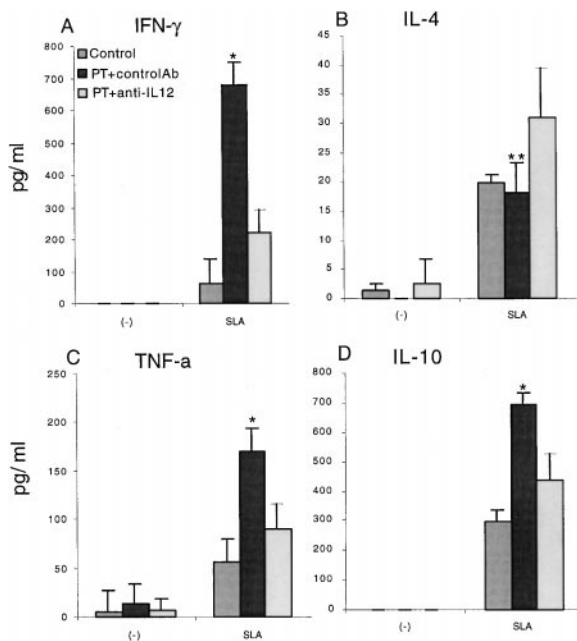 A IFN-γ
Control
PT+controlAb
PT+anti-IL12
pg/ml
800
700
600
500
400
300
200
100
0
*
(-) SLA
B IL-4
45
40
35
30
25
20
15
10
5
0
**
(-) SLA
C TNF-a
pg/ml
250
200
150
100
50
0
*
(-) SLA
D IL-10
800
700
600
500
400
300
200
100
0
*
(-) SLA